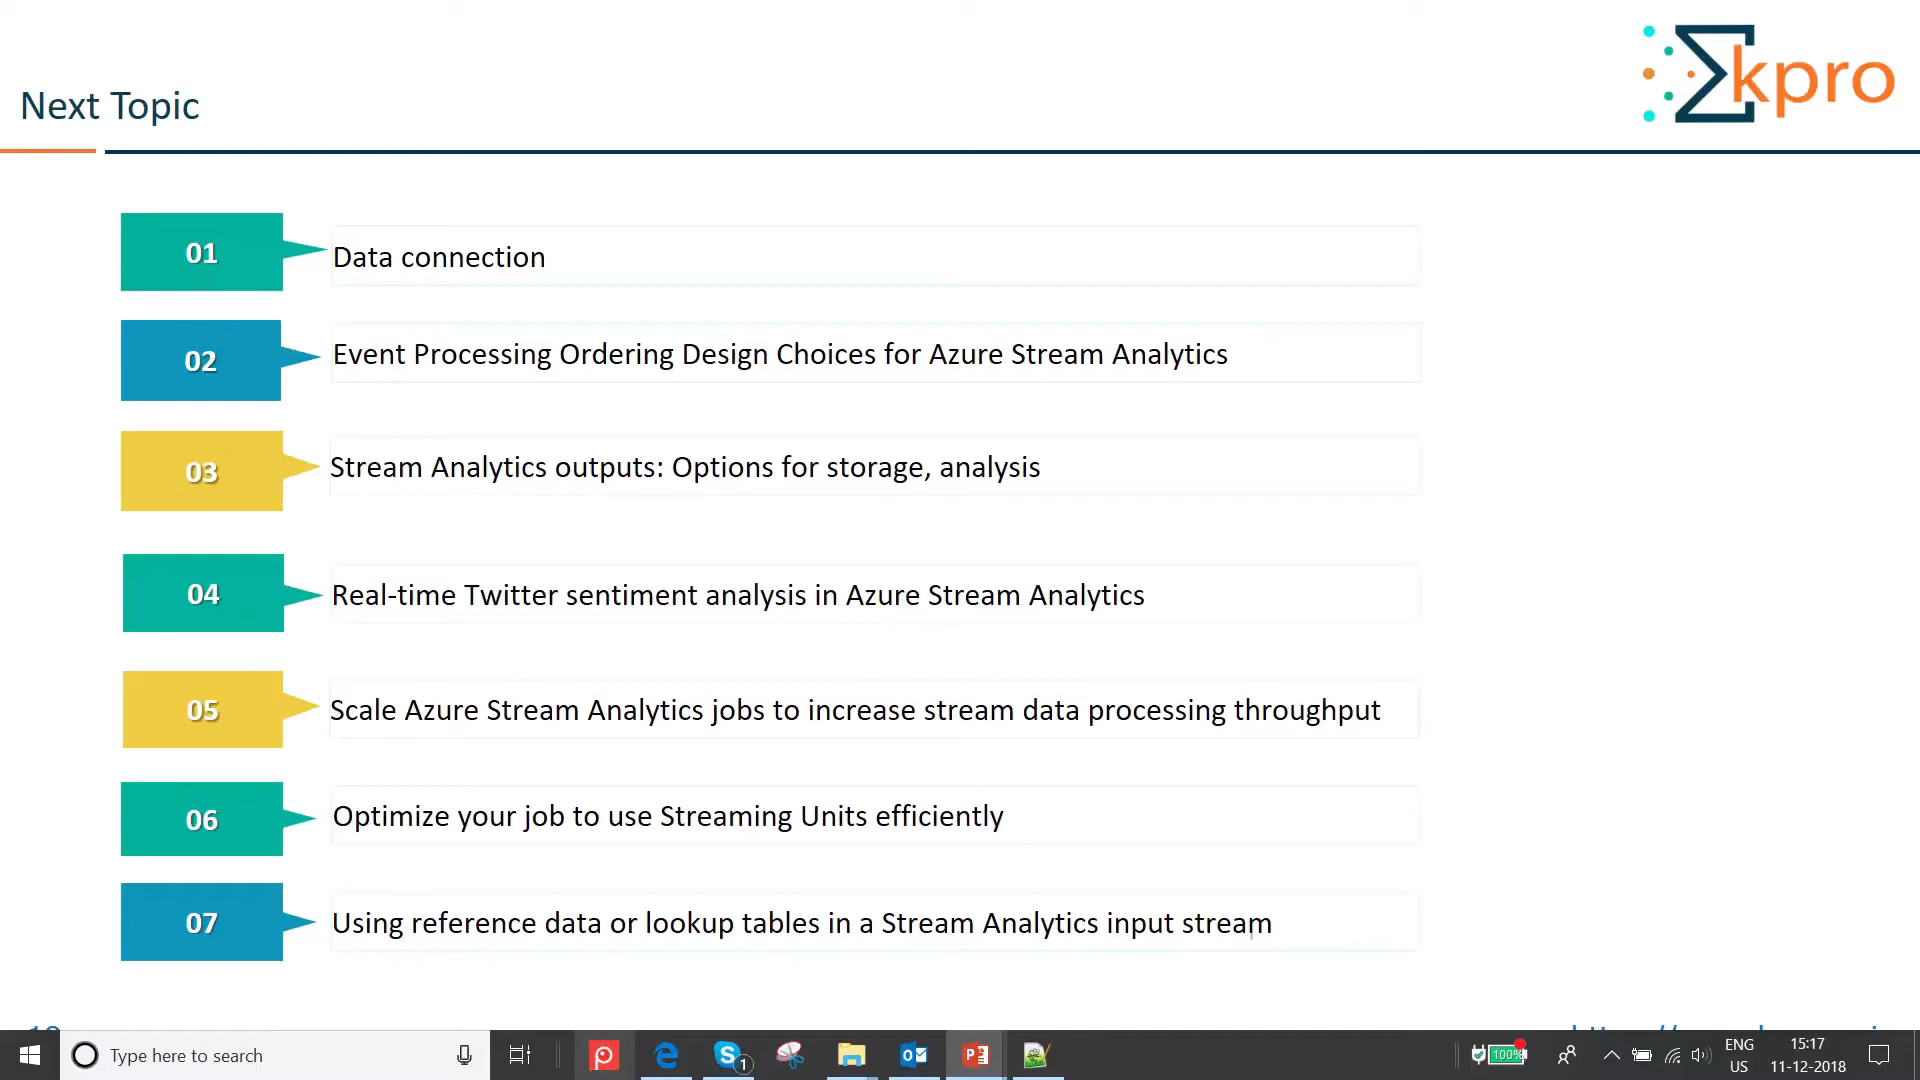 Σkpro
Next Topic
01
Data connection
02
Event Processing Ordering Design Choices for Azure Stream Analytics
03
Stream Analytics outputs: Options for storage, analysis
04
Real-time Twitter sentiment analysis in Azure Stream Analytics
05
Scale Azure Stream Analytics jobs to increase stream data processing throughput
06
Optimize your job to use Streaming Units efficiently
07
Using reference data or lookup tables in a Stream Analytics input stream
Type here to search
1
100%
ENG
US
15:17
11-12-2018